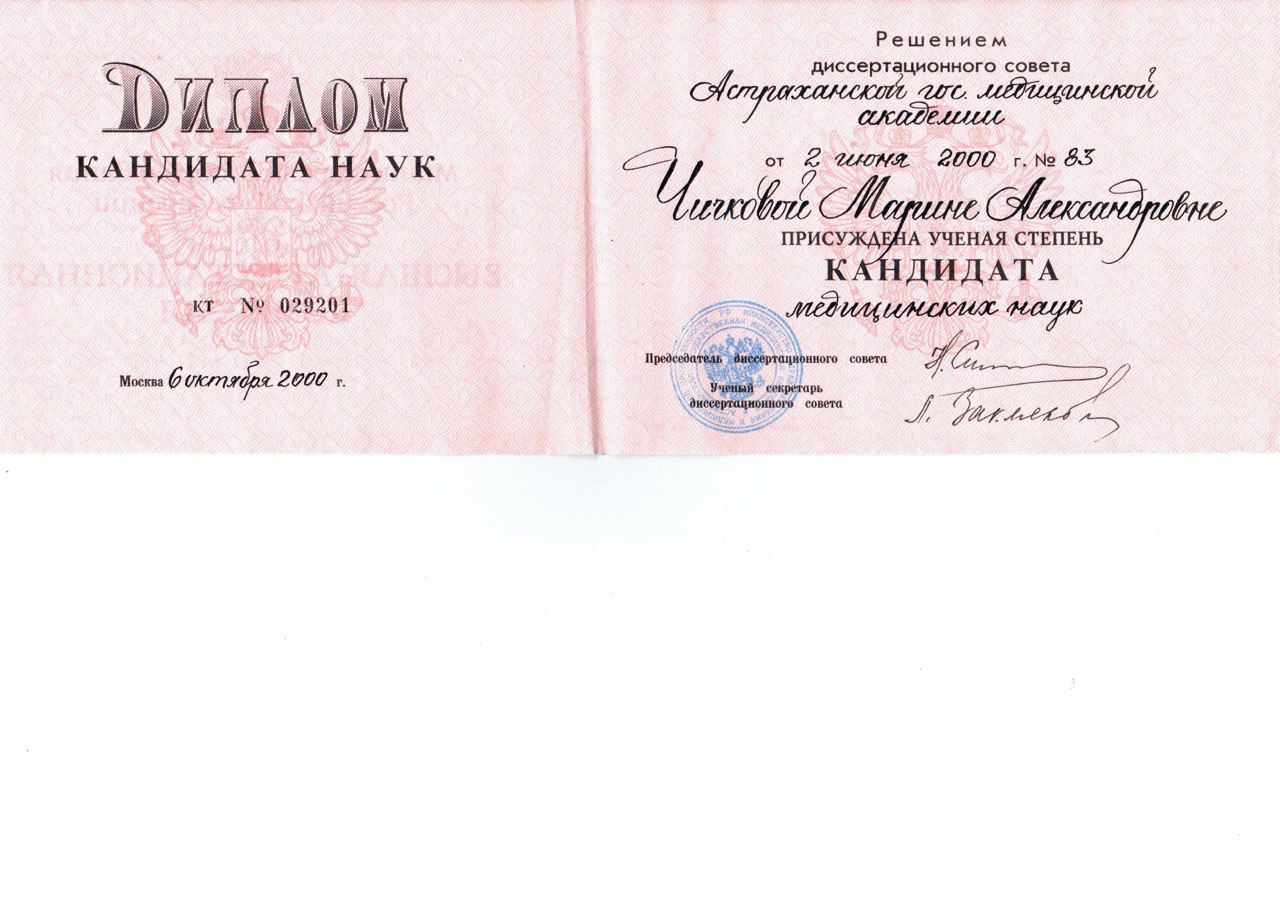 ДИПЛОМ
КАНДИДАТА НАУК
КТ № 029201
Москва 6 октября 2000 г.
Решением
диссертационного совета
Астраханской гос. медицинской
академии
от 2 июня 2000 г. № 83
Чичковой Марине Александровне
ПРИСУЖДЕНА УЧЕНАЯ СТЕПЕНЬ
КАНДИДАТА
медицинских наук
Председатель диссертационного совета
Ученый секретарь
диссертационного совета